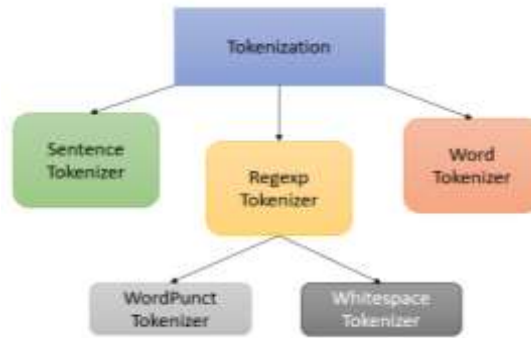 Tokenization
Sentence
Tokenizer
Regexp
Tokenizer
Word
Tokenizer
WordPunct
Tokenizer
Whitespace
Tokenizer